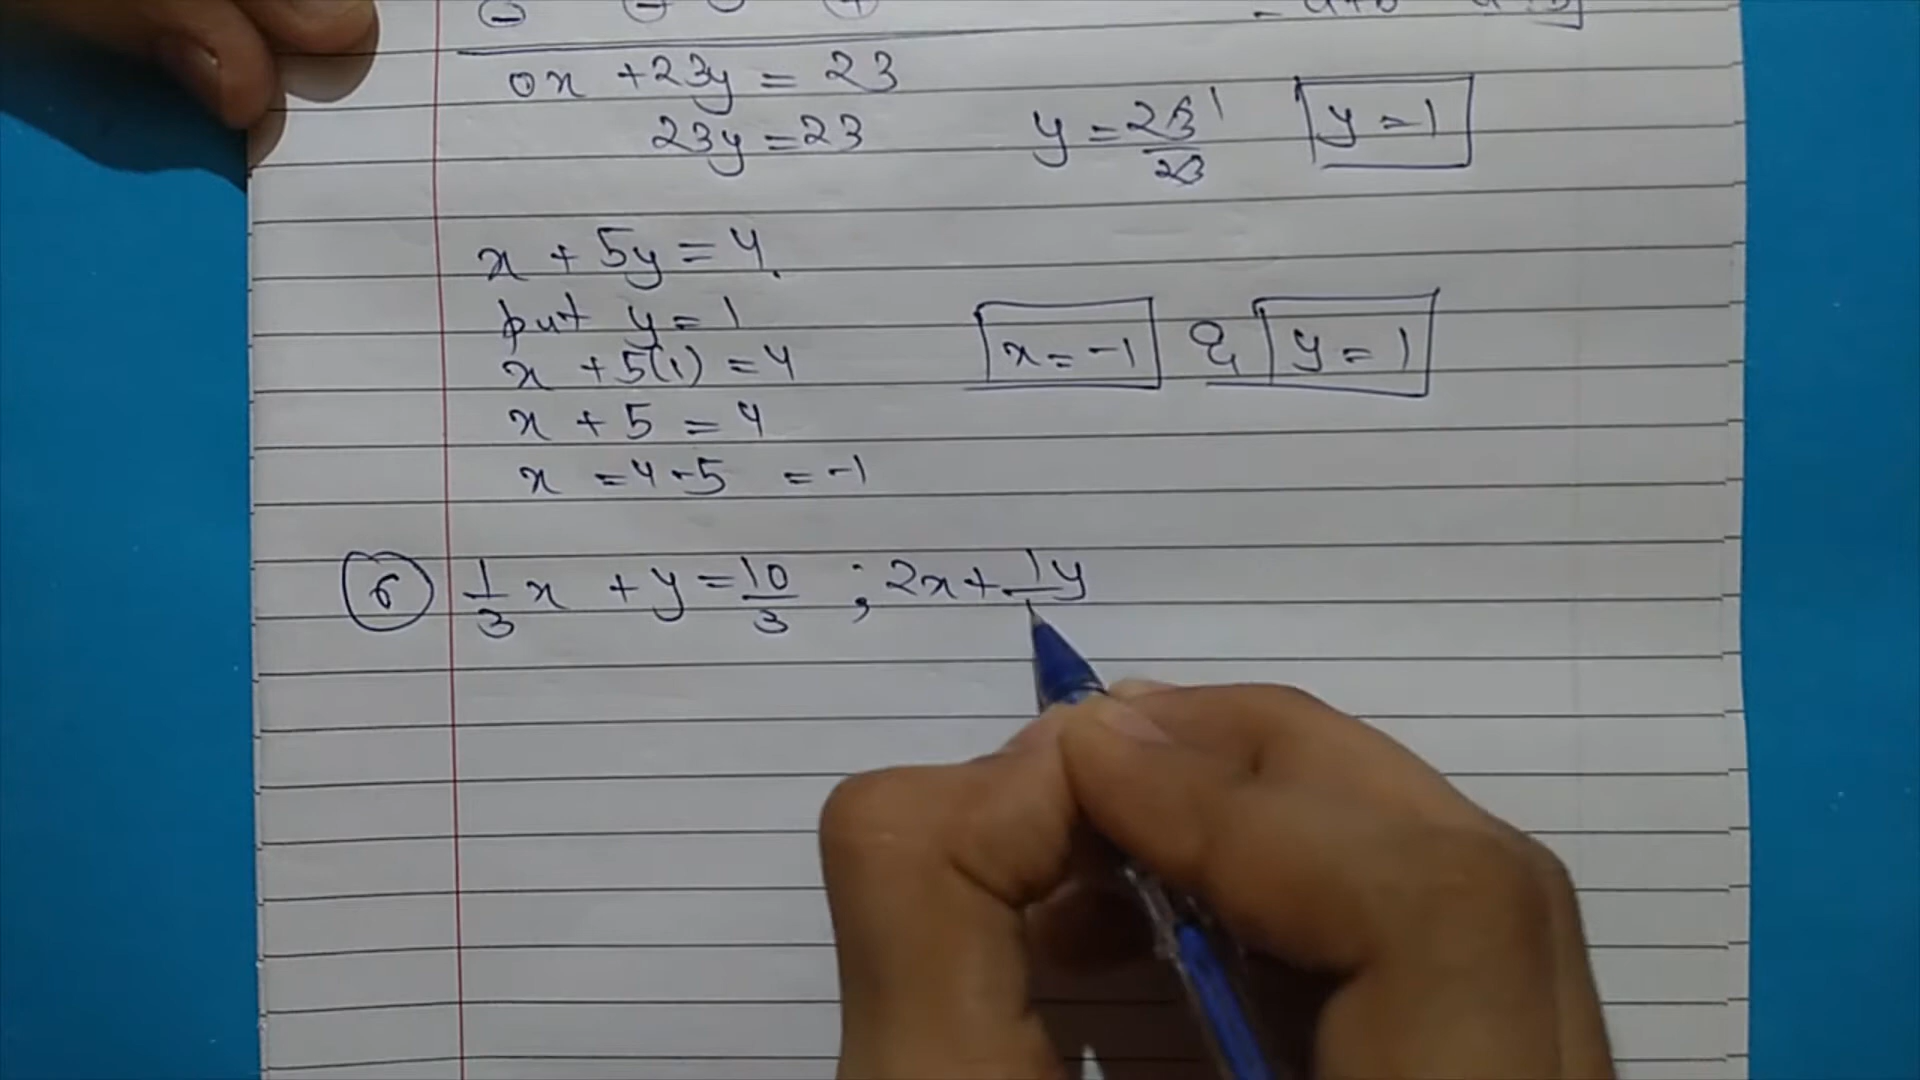 0x + 23y = 23
23y = 23 y = 23/23 1 y = 1
x + 5y = 4.
put y = 1
x + 5(1) = 4 x = -1 & y = 1
x + 5 = 4
x = 4 - 5 = -1
6 1/3 x + y = 10/3 ; 2x + 1/ y